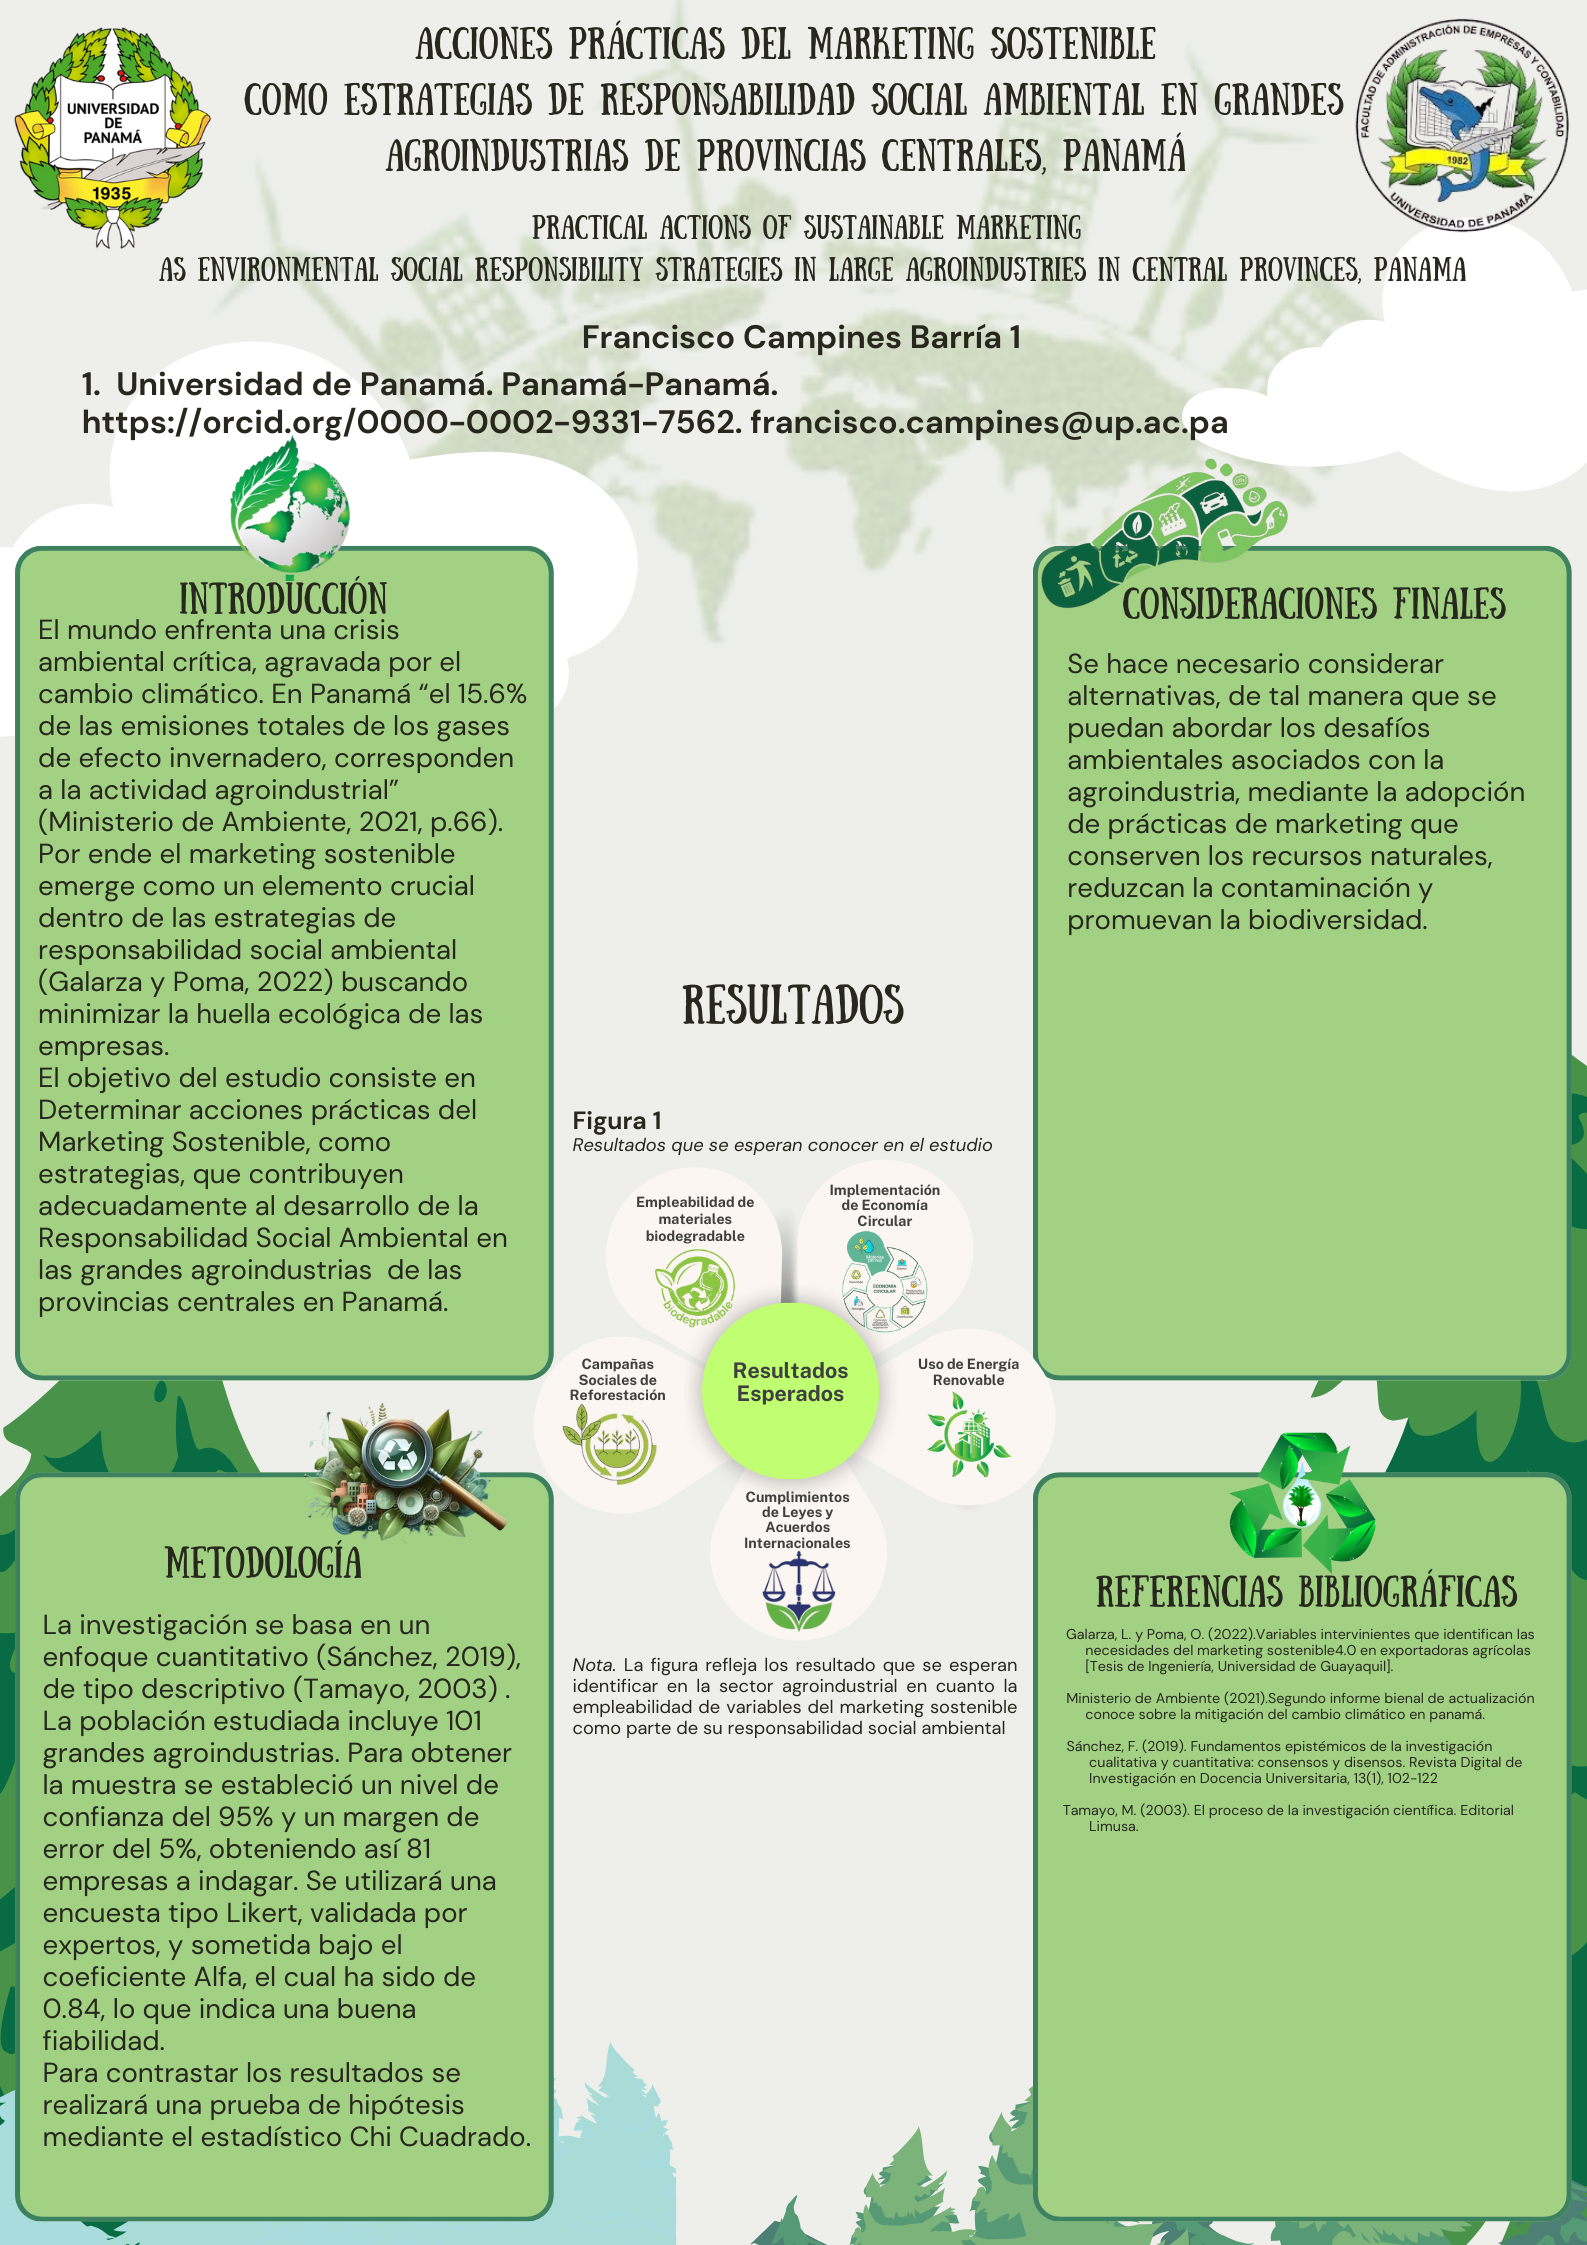 ACCIONES PRÁCTICAS DEL MARKETING SOSTENIBLE
COMO ESTRATEGIAS DE RESPONSABILIDAD SOCIAL AMBIENTAL EN GRANDES
AGROINDUSTRIAS DE PROVINCIAS CENTRALES, PANAMÁ
UNIVERSIDAD
DE
PANAMÁ
1935
FACULTAD DE ADMINISTRACIÓN DE EMPRESAS Y CONTABILIDAD
1982
UNIVERSIDAD DE PANAMÁ
PRACTICAL ACTIONS OF SUSTAINABLE MARKETING
AS ENVIRONMENTAL SOCIAL RESPONSIBILITY STRATEGIES IN LARGE AGROINDUSTRIES IN CENTRAL PROVINCES, PANAMA
Francisco Campines Barría 1
1. Universidad de Panamá. Panamá-Panamá.
https://orcid.org/0000-0002-9331-7562. francisco.campines@up.ac.pa
INTRODUCCIÓN
El mundo enfrenta una crisis
ambiental crítica, agravada por el
cambio climático. En Panamá “el 15.6%
de las emisiones totales de los gases
de efecto invernadero, corresponden
a la actividad agroindustrial”
(Ministerio de Ambiente, 2021, p.66).
Por ende el marketing sostenible
emerge como un elemento crucial
dentro de las estrategias de
responsabilidad social ambiental
(Galarza y Poma, 2022) buscando
minimizar la huella ecológica de las
empresas.
El objetivo del estudio consiste en
Determinar acciones prácticas del
Marketing Sostenible, como
estrategias, que contribuyen
adecuadamente al desarrollo de la
Responsabilidad Social Ambiental en
las grandes agroindustrias de las
provincias centrales en Panamá.
METODOLOGÍA
La investigación se basa en un
enfoque cuantitativo (Sánchez, 2019),
de tipo descriptivo (Tamayo, 2003) .
La población estudiada incluye 101
grandes agroindustrias. Para obtener
la muestra se estableció un nivel de
confianza del 95% y un margen de
error del 5%, obteniendo así 81
empresas a indagar. Se utilizará una
encuesta tipo Likert, validada por
expertos, y sometida bajo el
coeficiente Alfa, el cual ha sido de
0.84, lo que indica una buena
fiabilidad.
Para contrastar los resultados se
realizará una prueba de hipótesis
mediante el estadístico Chi Cuadrado.
RESULTADOS
Figura 1
Resultados que se esperan conocer en el estudio
Empleabilidad de
materiales
biodegradable
biodegradable
Implementación
de Economía
Circular
ECONOMÍA
CIRCULAR
Campañas
Sociales de
Reforestación
Resultados
Esperados
Uso de Energía
Renovable
Cumplimientos
de Leyes y
Acuerdos
Internacionales
Nota. La figura refleja los resultado que se esperan
identificar en la sector agroindustrial en cuanto la
empleabilidad de variables del marketing sostenible
como parte de su responsabilidad social ambiental
CONSIDERACIONES FINALES
Se hace necesario considerar
alternativas, de tal manera que se
puedan abordar los desafíos
ambientales asociados con la
agroindustria, mediante la adopción
de prácticas de marketing que
conserven los recursos naturales,
reduzcan la contaminación y
promuevan la biodiversidad.
REFERENCIAS BIBLIOGRÁFICAS
Galarza, L. y Poma, O. (2022).Variables intervinientes que identifican las
necesidades del marketing sostenible4.0 en exportadoras agrícolas
[Tesis de Ingeniería, Universidad de Guayaquil].
Ministerio de Ambiente (2021).Segundo informe bienal de actualización
conoce sobre la mitigación del cambio climático en panamá.
Sánchez, F. (2019). Fundamentos epistémicos de la investigación
cualitativa y cuantitativa: consensos y disensos. Revista Digital de
Investigación en Docencia Universitaria, 13(1), 102-122
Tamayo, M. (2003). El proceso de la investigación científica. Editorial
Limusa.